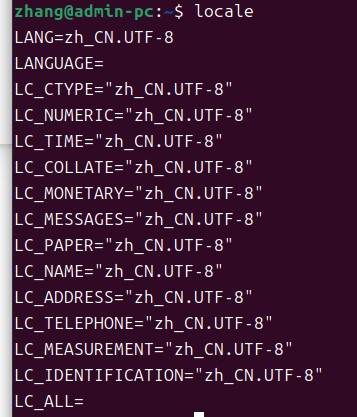 zhang@admin-pc:~$ locale
LANG=zh_CN.UTF-8
LANGUAGE=
LC_CTYPE="zh_CN.UTF-8"
LC_NUMERIC="zh_CN.UTF-8"
LC_TIME="zh_CN.UTF-8"
LC_COLLATE="zh_CN.UTF-8"
LC_MONETARY="zh_CN.UTF-8"
LC_MESSAGES="zh_CN.UTF-8"
LC_PAPER="zh_CN.UTF-8"
LC_NAME="zh_CN.UTF-8"
LC_ADDRESS="zh_CN.UTF-8"
LC_TELEPHONE="zh_CN.UTF-8"
LC_MEASUREMENT="zh_CN.UTF-8"
LC_IDENTIFICATION="zh_CN.UTF-8"
LC_ALL=